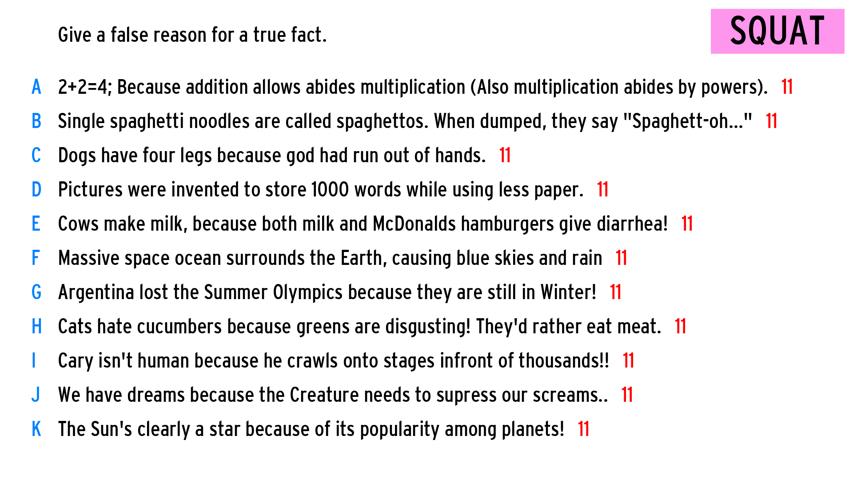 Give a false reason for a true fact.
SQUAT
A 2+2=4; Because addition allows abides multiplication (Also multiplication abides by powers). 11
B Single spaghetti noodles are called spaghettos. When dumped, they say "Spaghett-oh..." 11
C Dogs have four legs because god had run out of hands. 11
D Pictures were invented to store 1000 words while using less paper. 11
E Cows make milk, because both milk and McDonalds hamburgers give diarrhea! 11
F Massive space ocean surrounds the Earth, causing blue skies and rain 11
G Argentina lost the Summer Olympics because they are still in Winter! 11
H Cats hate cucumbers because greens are disgusting! They'd rather eat meat. 11
I Cary isn't human because he crawls onto stages infront of thousands!! 11
J We have dreams because the Creature needs to supress our screams.. 11
K The Sun's clearly a star because of its popularity among planets! 11